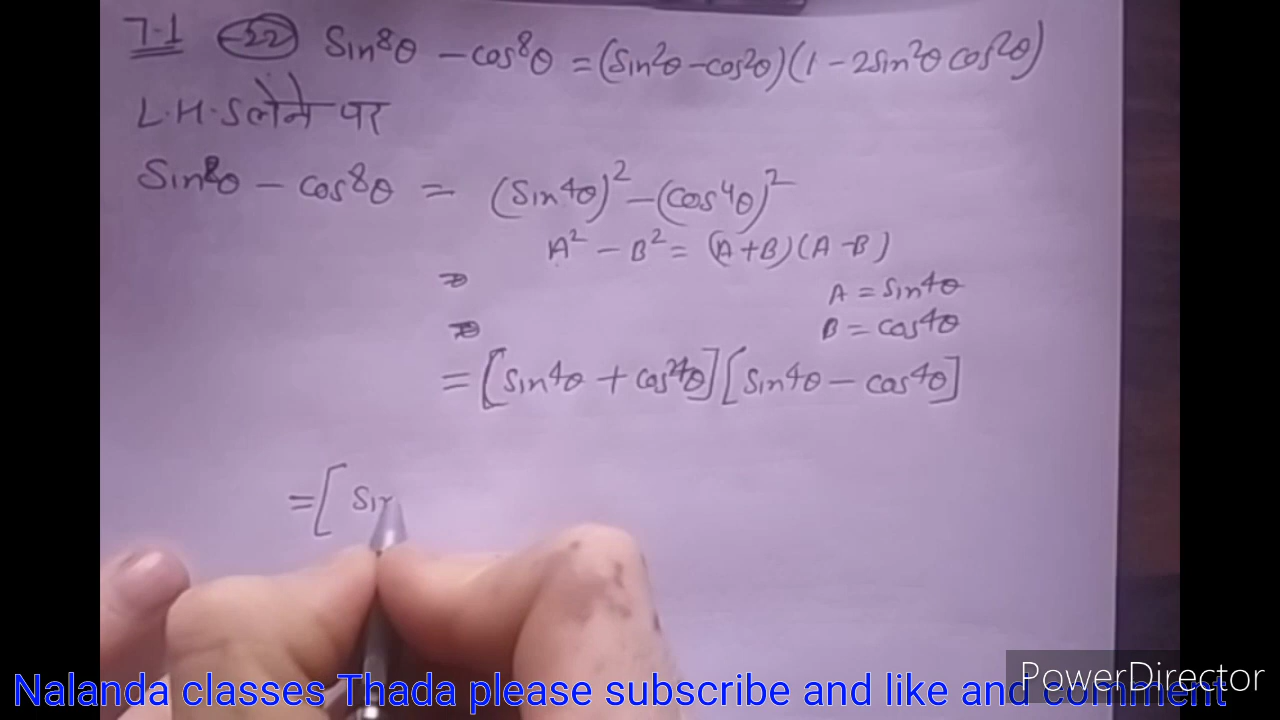 7.1 (22) Sin⁸θ - cos⁸θ = (Sin²θ - cos²θ)(1 - 2sin²θ cos²θ)
L.H.S लेने पर
Sin⁸θ - cos⁸θ = (Sin⁴θ)² - (cos⁴θ)²
A² - B² = (A+B)(A-B)
A = Sin⁴θ
B = cos⁴θ
= [Sin⁴θ + cos⁴θ][Sin⁴θ - cos⁴θ]
= [Sin
Nalanda classes Thada please subscribe and like and comment
PowerDirector